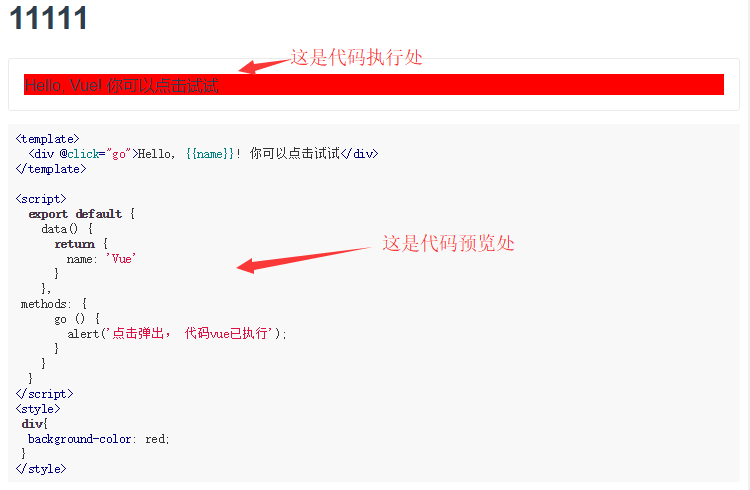 11111
这是代码执行处
Hello, Vue! 你可以点击试试
<template>
  <div @click="go">Hello, {{name}}! 你可以点击试试</div>
</template>

<script>
  export default {
    data() {
      return {
        name: 'Vue'
      }
    },
 methods: {
      go () {
        alert('点击弹出， 代码vue已执行');
      }
    }
  }
</script>
<style>
 div{
  background-color: red;
 }
</style>
这是代码预览处